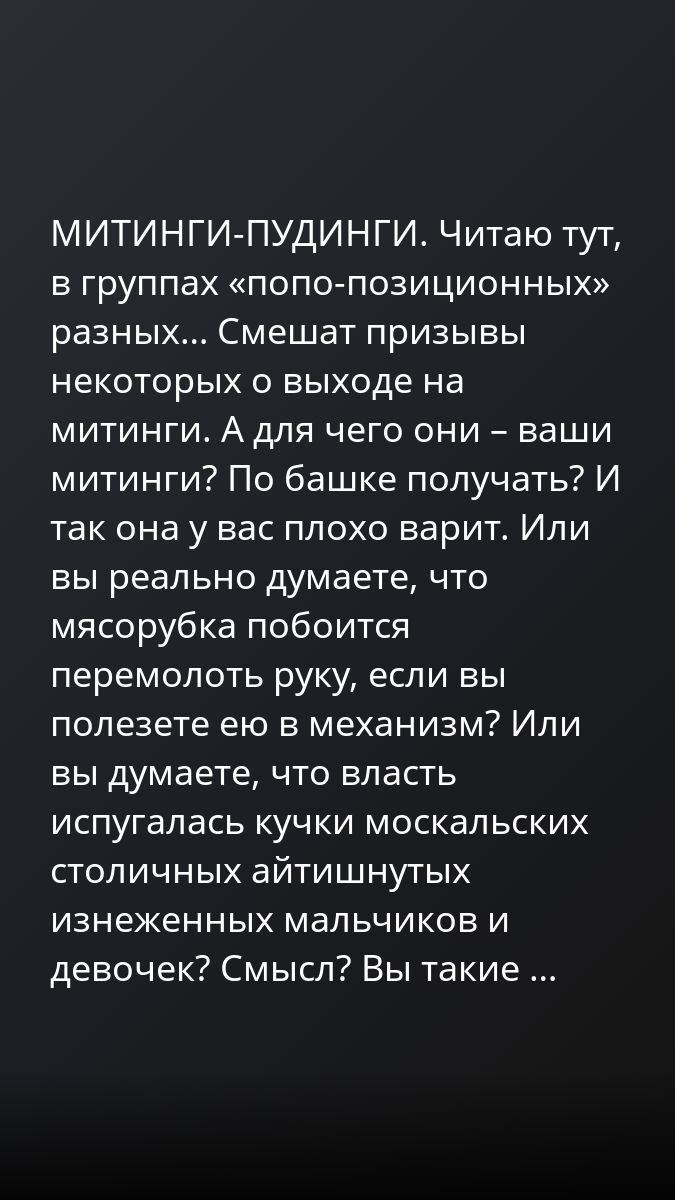 МИТИНГИ-ПУДИНГИ. Читаю тут,
в группах «попо-позиционных»
разных... Смешат призывы
некоторых о выходе на
митинги. А для чего они – ваши
митинги? По башке получать? И
так она у вас плохо варит. Или
вы реально думаете, что
мясорубка побоится
перемолоть руку, если вы
полезете ею в механизм? Или
вы думаете, что власть
испугалась кучки москальских
столичных айтишнутых
изнеженных мальчиков и
девочек? Смысл? Вы такие ...